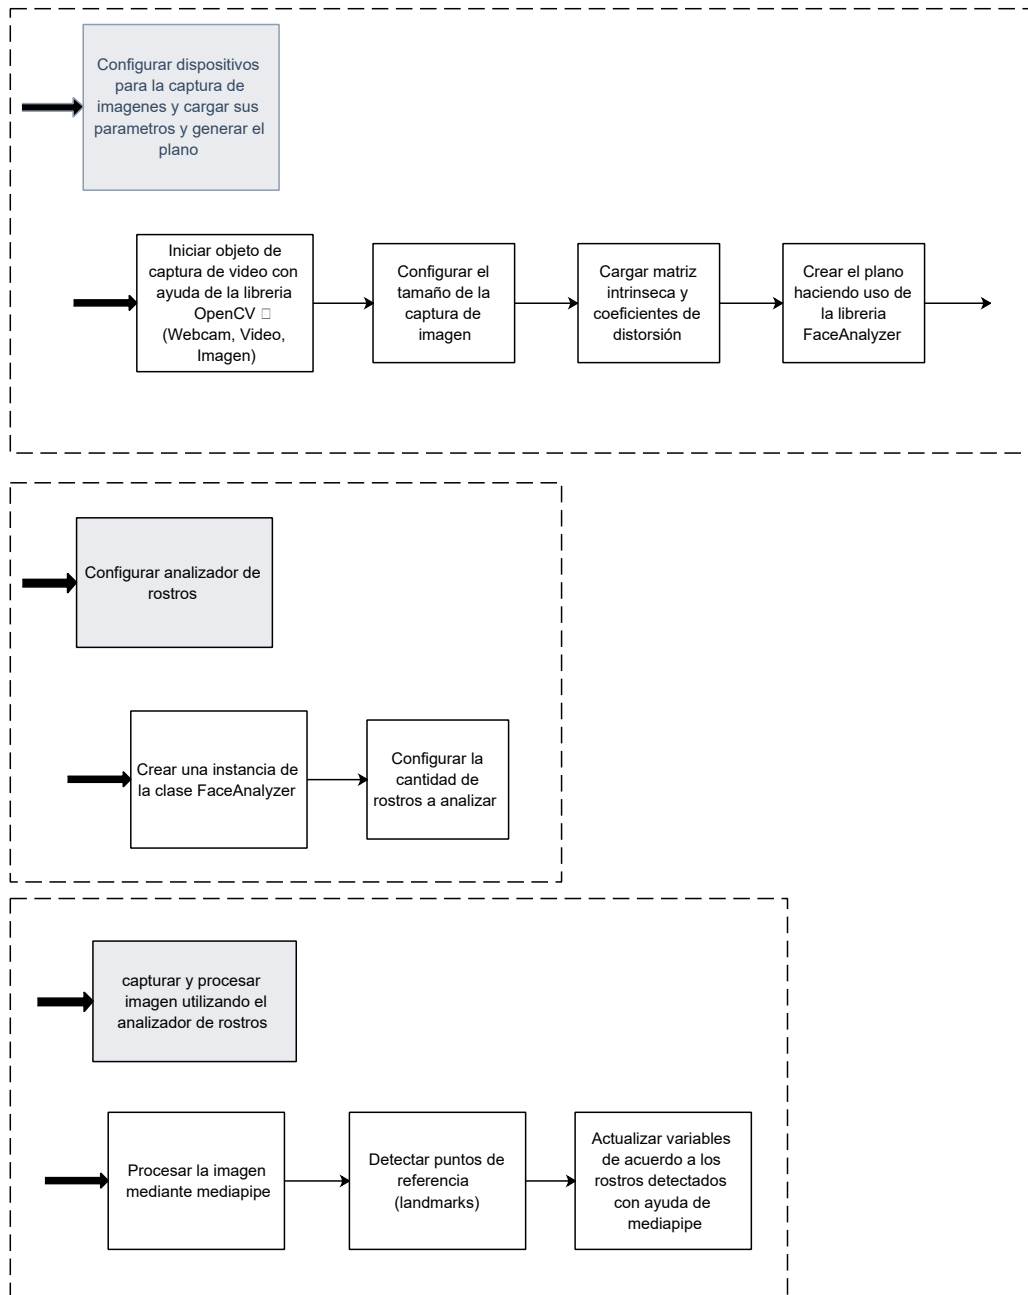 Configurar dispositivos
para la captura de
imagenes y cargar sus
parametros y generar el
plano
Iniciar objeto de
captura de video con
ayuda de la libreria
OpenCV □
(Webcam, Video,
Imagen)
Configurar el
tamaño de la
captura de
imagen
Cargar matriz
intrinseca y
coeficientes de
distorsión
Crear el plano
haciendo uso de
la libreria
FaceAnalyzer
Configurar analizador de
rostros
Crear una instancia de
la clase FaceAnalyzer
Configurar la
cantidad de
rostros a analizar
capturar y procesar
imagen utilizando el
analizador de rostros
Procesar la imagen
mediante mediapipe
Detectar puntos de
referencia
(landmarks)
Actualizar variables
de acuerdo a los
rostros detectados
con ayuda de
mediapipe